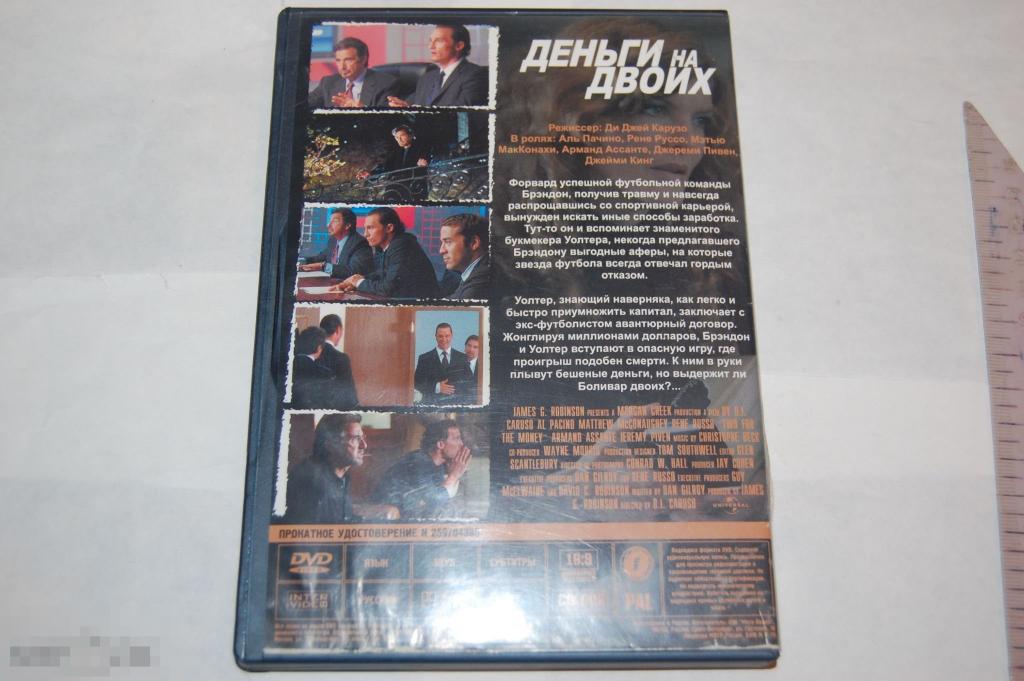 ДЕНЬГИ НА
ДВОИХ
Режиссер: Ди Джей Карузо
В ролях: Аль Пачино, Рене Руссо, Мэтью
МакКонахи, Арманд Ассанте, Джереми Пивен,
Джейми Кинг
Форвард успешной футбольной команды
Брэндон, получив травму и навсегда
распрощавшись со спортивной карьерой,
вынужден искать иные способы заработка.
Тут-то он и вспоминает знаменитого
букмекера Уолтера, некогда предлагавшего
Брэндону выгодные аферы, на которые
звезда футбола всегда отвечал гордым
отказом.
Уолтер, знающий наверняка, как легко и
быстро приумножить капитал, заключает с
экс-футболистом авантюрный договор.
Жонглируя миллионами долларов, Брэндон
и Уолтер вступают в опасную игру, где
проигрыш подобен смерти. К ним в руки
плывут бешеные деньги, но выдержит ли
Боливар двоих?...
JAMES G. ROBINSON PRESENTS A MORGAN CREEK PRODUCTION A FILM BY D.J.
CARUSO AL PACINO MATTHEW McCONAUGHEY RENE RUSSO "TWO FOR
THE MONEY" ARMAND ASSANTE JEREMY PIVEN MUSIC BY CHRISTOPHE BECK
CO-PRODUCER WAYNE MORRIS PRODUCTION DESIGNER TOM SOUTHWELL EDITOR GLEN
SCANTLEBURY DIRECTOR OF PHOTOGRAPHY CONRAD W. HALL PRODUCER JAY COHEN
EXECUTIVE PRODUCERS DAN GILROY RENE RUSSO EXECUTIVE PRODUCERS GUY
McELWAINE AND DAVID C. ROBINSON WRITTEN BY DAN GILROY PRODUCED BY JAMES
G. ROBINSON DIRECTED BY D.J. CARUSO
UNIVERSAL
ПРОКАТНОЕ УДОСТОВЕРЕНИЕ N
DVD VIDEO ЯЗЫК ЗВУК СУБТИТРЫ 16:9
INTER VIDEO РУССКИЙ COLOUR PAL